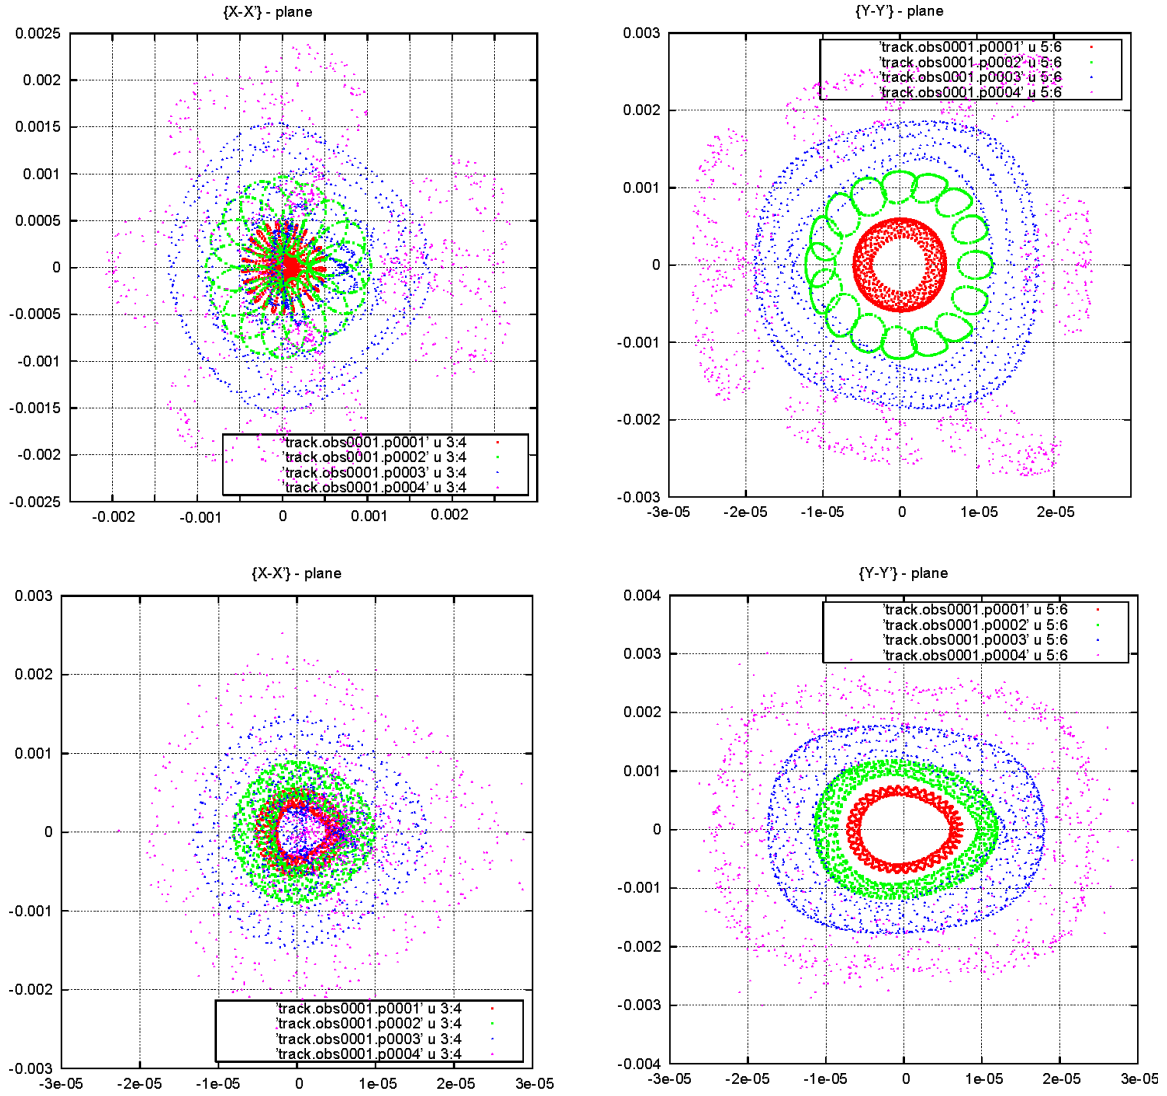 {X-X'} - plane
0.0025
0.002
0.0015
0.001
0.0005
0
-0.0005
-0.001
-0.0015
-0.002
-0.0025
'track.obs0001.p0001' u 3:4
'track.obs0001.p0002' u 3:4
'track.obs0001.p0003' u 3:4
'track.obs0001.p0004' u 3:4
-0.002 -0.001 0 0.001 0.002
{Y-Y'} - plane
0.003
0.002
0.001
0
-0.001
-0.002
-0.003
'track.obs0001.p0001' u 5:6
'track.obs0001.p0002' u 5:6
'track.obs0001.p0003' u 5:6
'track.obs0001.p0004' u 5:6
-3e-05 -2e-05 -1e-05 0 1e-05 2e-05
{X-X'} - plane
0.003
0.002
0.001
0
-0.001
-0.002
-0.003
'track.obs0001.p0001' u 3:4
'track.obs0001.p0002' u 3:4
'track.obs0001.p0003' u 3:4
'track.obs0001.p0004' u 3:4
-3e-05 -2e-05 -1e-05 0 1e-05 2e-05 3e-05
{Y-Y'} - plane
0.004
0.003
0.002
0.001
0
-0.001
-0.002
-0.003
-0.004
'track.obs0001.p0001' u 5:6
'track.obs0001.p0002' u 5:6
'track.obs0001.p0003' u 5:6
'track.obs0001.p0004' u 5:6
-3e-05 -2e-05 -1e-05 0 1e-05 2e-05 3e-05